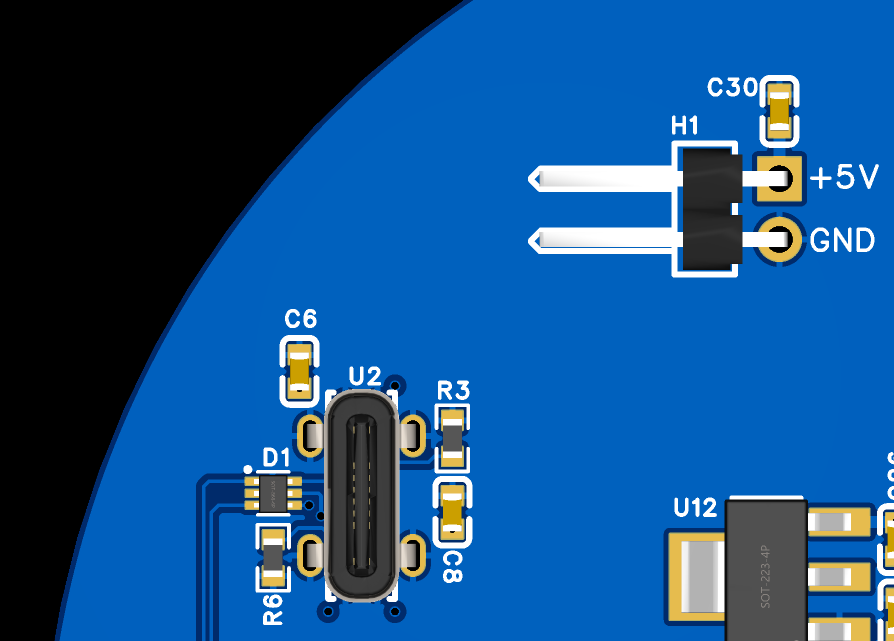 C30
H1
+5V
GND
C6
U2
R3
D1
U12
C8
R6
SOT-223-4P